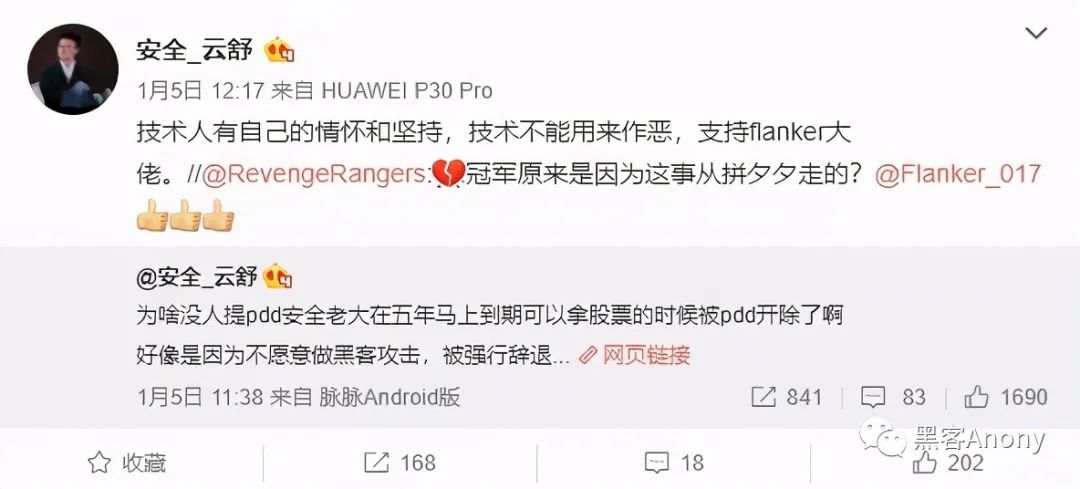 安全_云舒
1月5日 12:17 来自 HUAWEI P30 Pro
技术人有自己的情怀和坚持，技术不能用来作恶，支持flanker大
佬。//@RevengeRangers:💔冠军原来是因为这事从拼夕夕走的？@Flanker_017
👍👍👍
@安全_云舒
为啥没人提pdd安全老大在五年马上到期可以拿股票的时候被pdd开除了啊
好像是因为不愿意做黑客攻击，被强行辞退... 网页链接
1月5日 11:38 来自 脉脉Android版 841 83 1690
黑客Anony
收藏 168 18 202